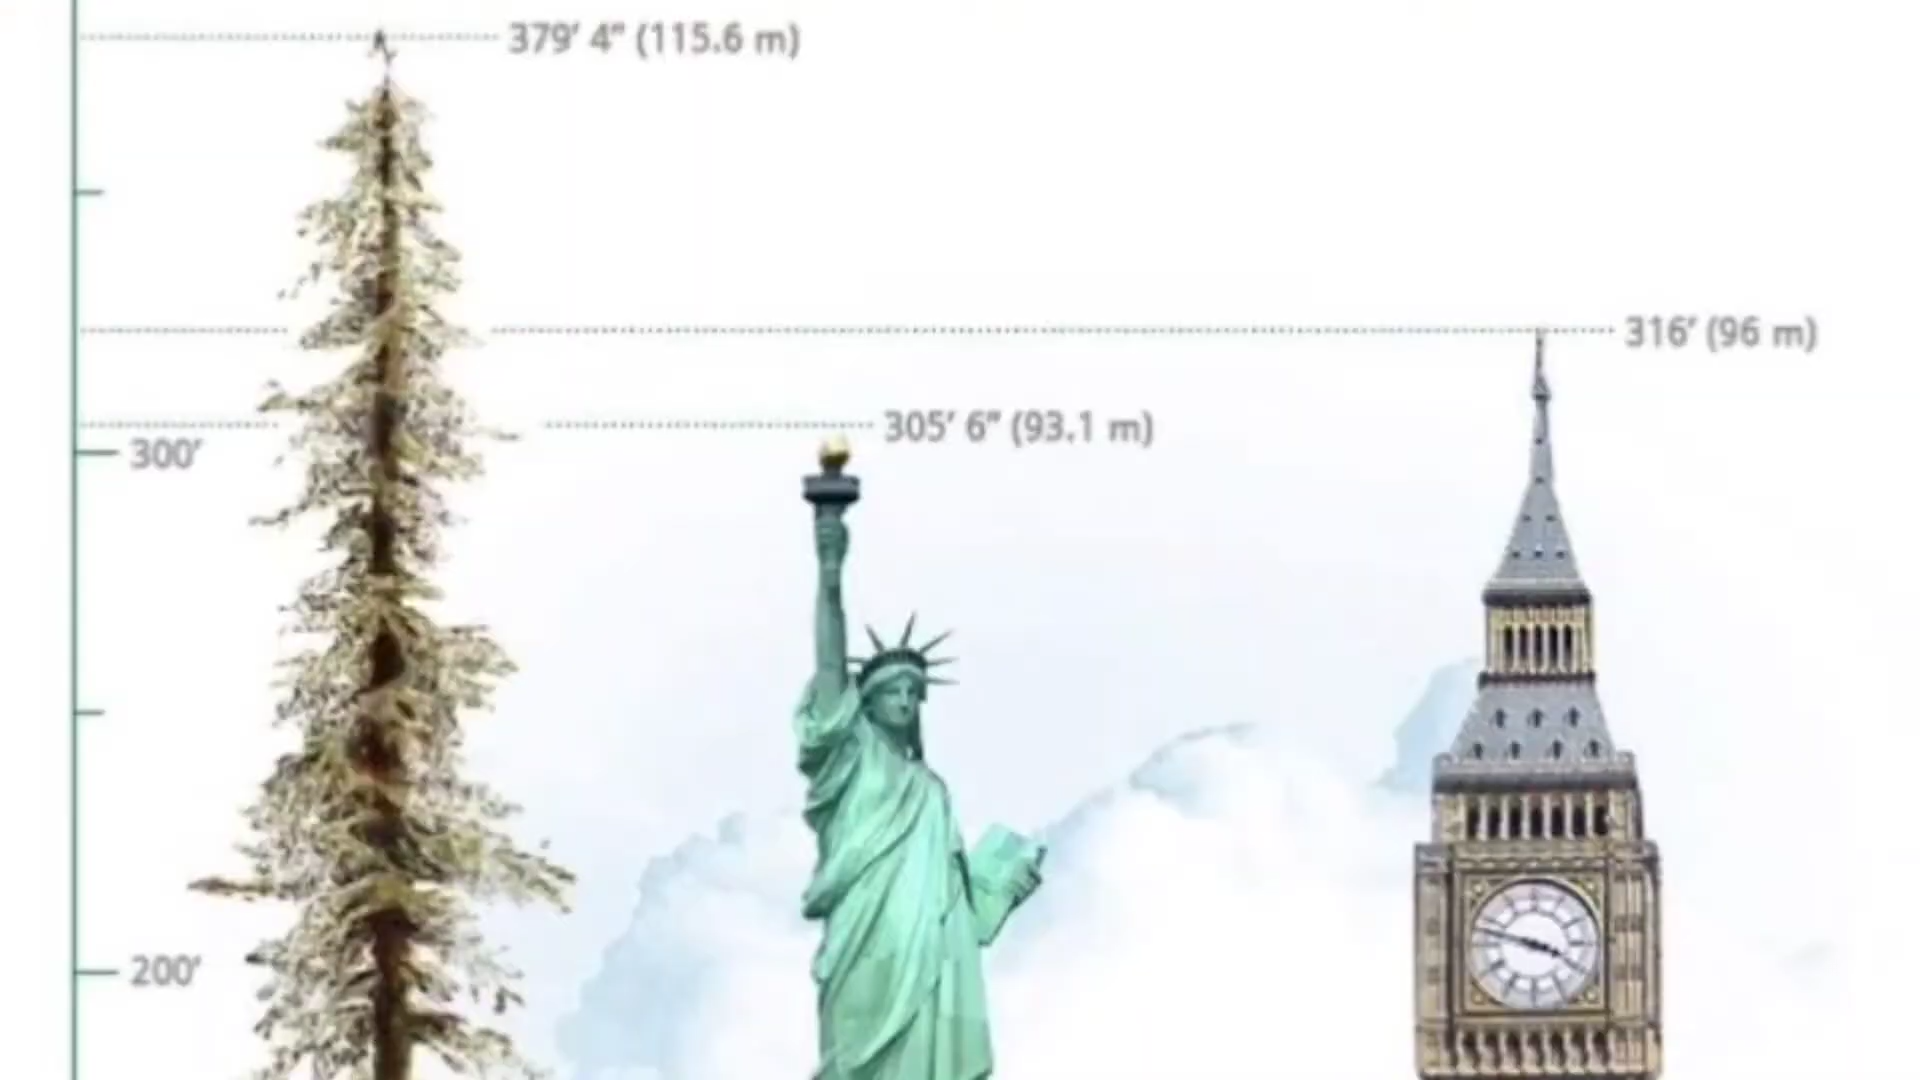 379′ 4″ (115.6 m)
316′ (96 m)
305′ 6″ (93.1 m)
300′
200′